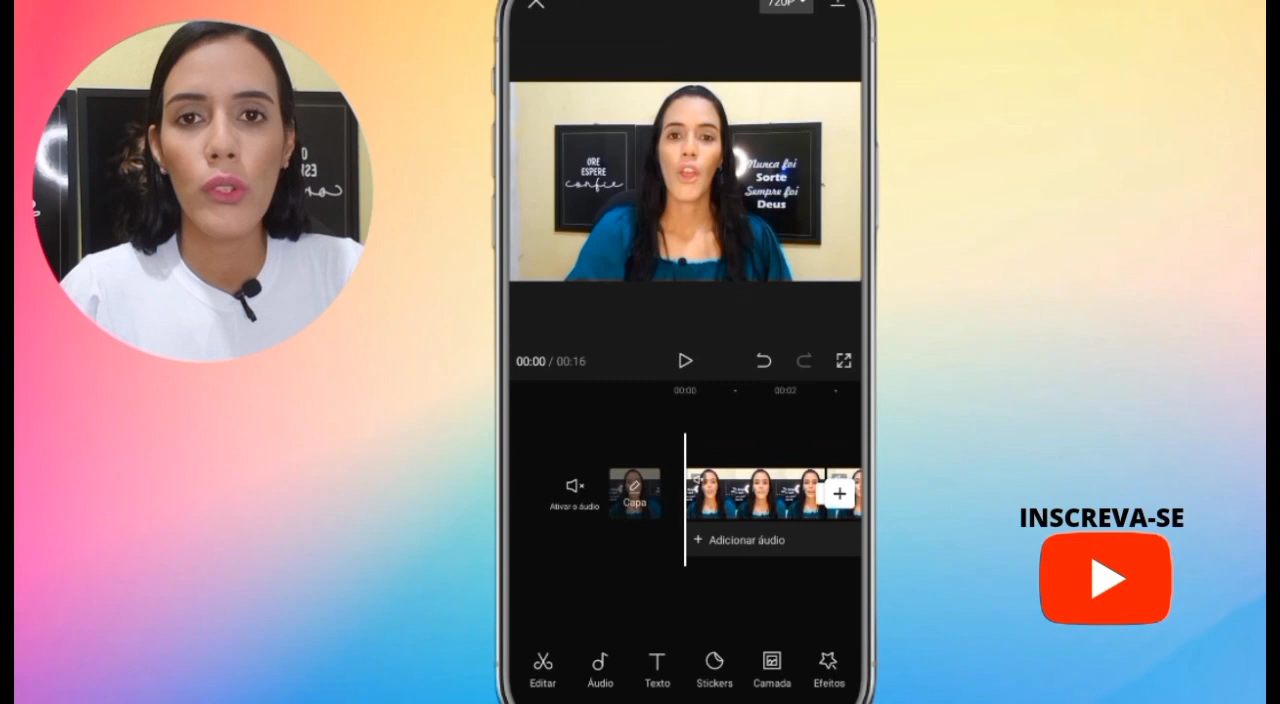 720P
ORE
ESPERE
confie
Nunca foi
Sorte
Sempre foi
Deus
00:00 / 00:16
00:00
00:02
Ativar o áudio
Capa
+ Adicionar áudio
INSCREVA-SE
Editar
Áudio
Texto
Stickers
Camada
Efeitos